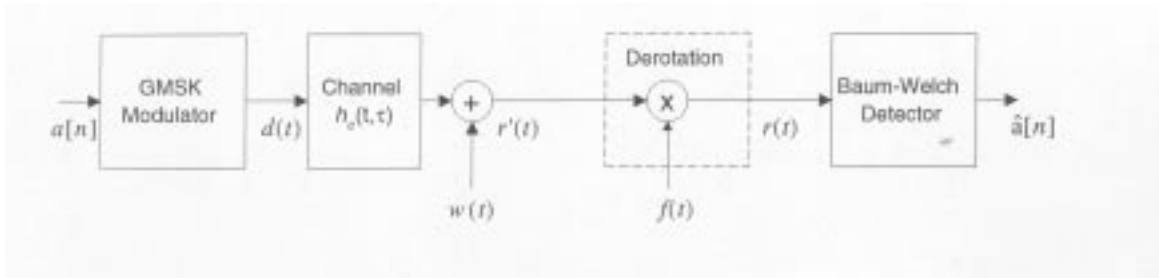 Derotation
GMSK
Modulator
Channel
h_c(t,τ)
+
x
Baum-Welch
Detector
a[n]
d(t)
r'(t)
r(t)
â[n]
w(t)
f(t)